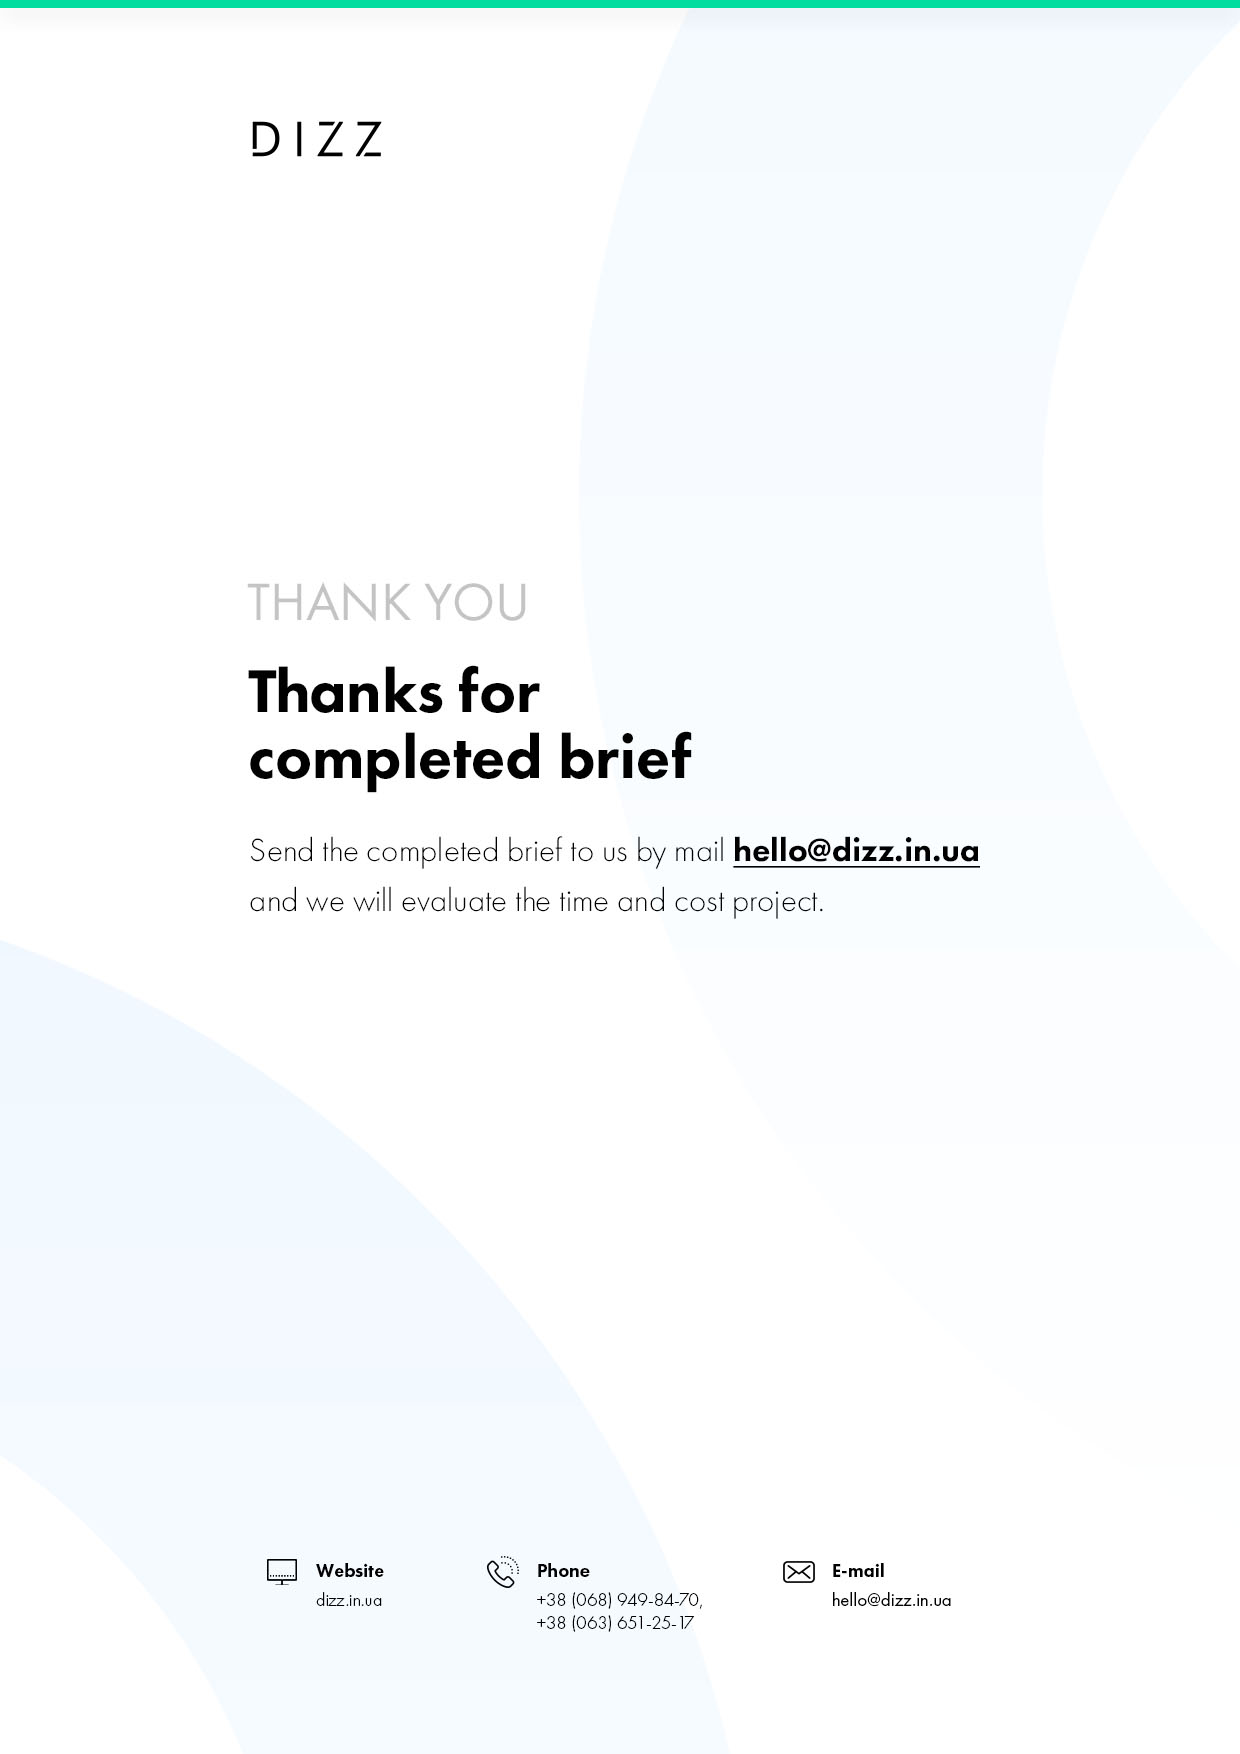 DIZZ
THANK YOU
Thanks for
completed brief
Send the completed brief to us by mail hello@dizz.in.ua
and we will evaluate the time and cost project.
Website
dizz.in.ua
Phone
+38 (068) 949-84-70,
+38 (063) 651-25-17
E-mail
hello@dizz.in.ua